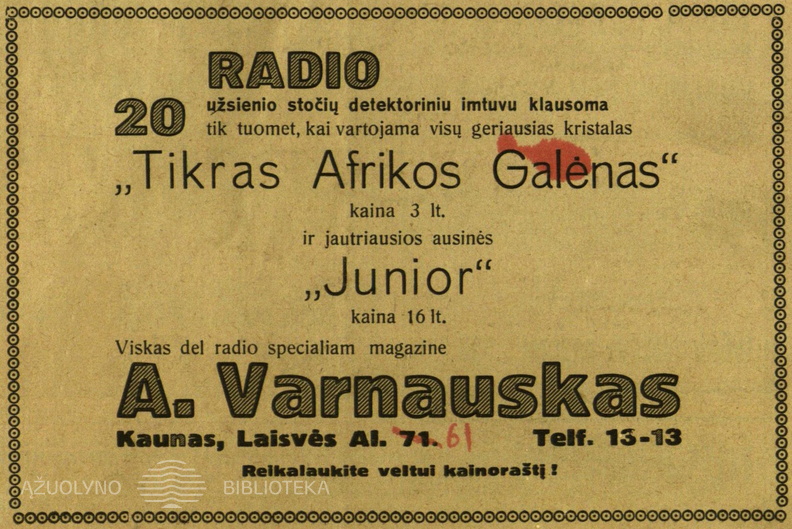 RADIO
20 ųžsienio stočių detektoriniu imtuvu klausoma
tik tuomet, kai vartojama visų geriausias kristalas
„Tikras Afrikos Galėnas“
kaina 3 lt.
ir jautriausios ausinės
„Junior“
kaina 16 lt.
Viskas del radio specialiam magazine
A. Varnauskas
Kaunas, Laisvės Al. 71. 61 Telf. 13-13
Reikalaukite veltui kainoraštį!
ĄŽUOLYNO BIBLIOTEKA